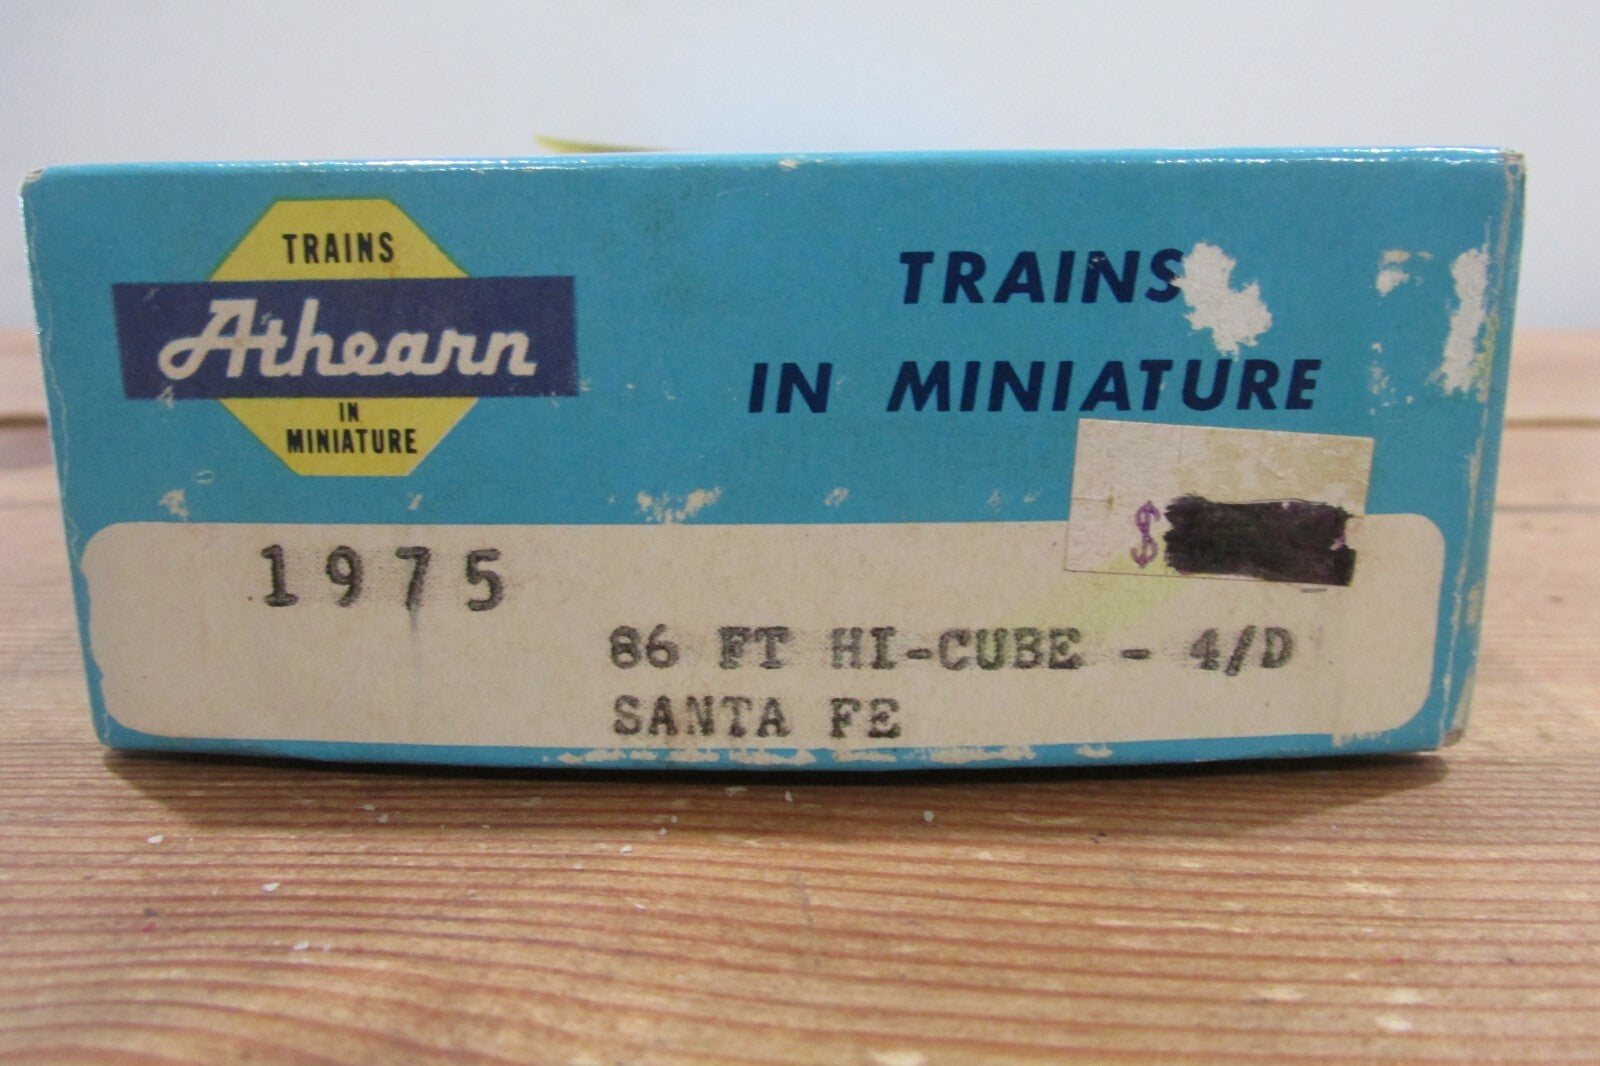 TRAINS
Athearn
IN
MINIATURE
TRAINS
IN MINIATURE
$
1975
86 FT HI-CUBE - 4/D
SANTA FE